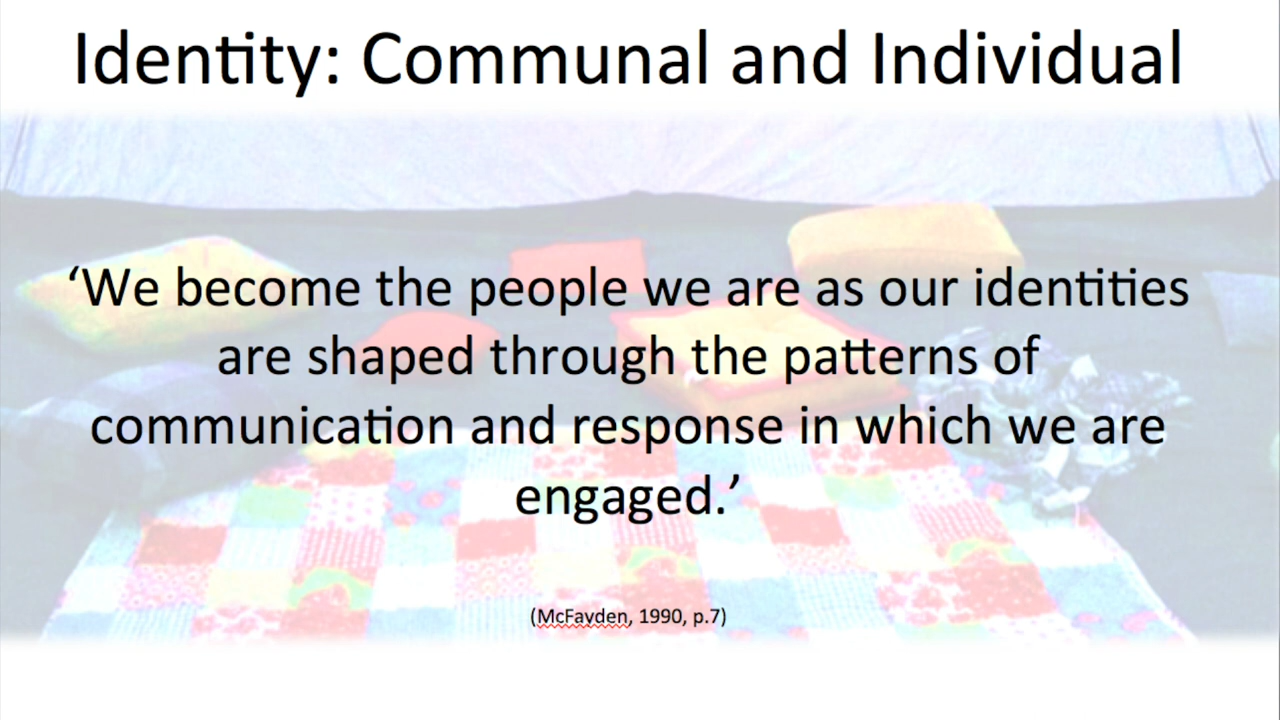 Identity: Communal and Individual
‘We become the people we are as our identities
are shaped through the patterns of
communication and response in which we are
engaged.’
(McFayden, 1990, p.7)